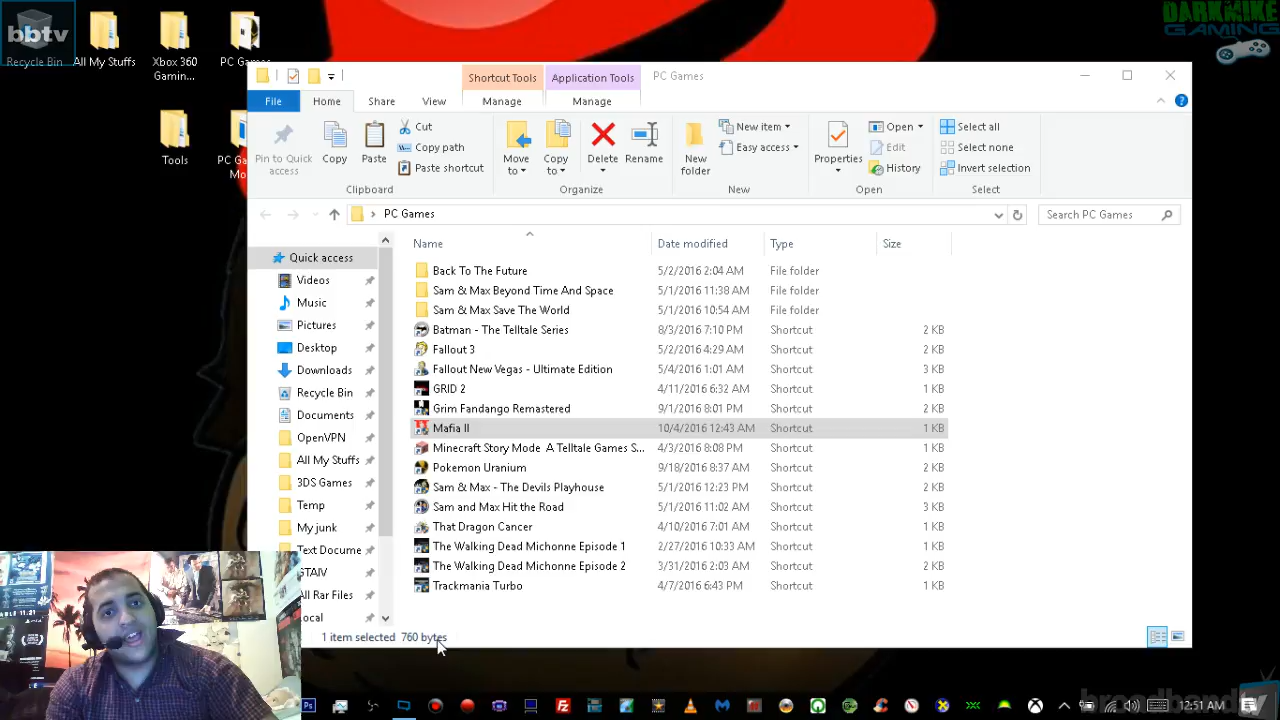 bbtv
Recycle Bin
All My Stuffs
Xbox 360
Gamin...
PC Games
Tools
DARKMIKE
GAMING
Shortcut Tools
Application Tools
PC Games
File
Home
Share
View
Manage
Manage
Pin to Quick
access
Copy
Paste
Cut
Copy path
Paste shortcut
Clipboard
Move
to
Copy
to
Delete
Rename
Organize
New
folder
New item
Easy access
New
Properties
Open
Edit
History
Open
Select all
Select none
Invert selection
Select
PC Games
Search PC Games
Name Date modified Type Size
Quick access
Videos
Music
Pictures
Desktop
Downloads
Recycle Bin
Documents
OpenVPN
All My Stuffs
3DS Games
Temp
My junk
Text Docume
GTAIV
All Rar Files
Back To The Future 5/2/2016 2:04 AM File folder
Sam & Max Beyond Time And Space 5/1/2016 11:38 AM File folder
Sam & Max Save The World 5/1/2016 10:54 AM File folder
Batman - The Telltale Series 8/3/2016 7:10 PM Shortcut 2 KB
Fallout 3 5/2/2016 4:29 AM Shortcut 2 KB
Fallout New Vegas - Ultimate Edition 5/4/2016 1:01 AM Shortcut 3 KB
GRID 2 4/11/2016 6:32 AM Shortcut 1 KB
Grim Fandango Remastered 9/1/2016 8:01 PM Shortcut 2 KB
Mafia II 10/4/2016 12:43 AM Shortcut 1 KB
Minecraft Story Mode A Telltale Games S... 4/3/2016 8:08 PM Shortcut 1 KB
Pokemon Uranium 9/18/2016 8:37 AM Shortcut 2 KB
Sam & Max - The Devils Playhouse 5/1/2016 12:23 PM Shortcut 2 KB
Sam and Max Hit the Road 5/1/2016 11:02 AM Shortcut 3 KB
That Dragon Cancer 4/10/2016 7:01 AM Shortcut 1 KB
The Walking Dead Michonne Episode 1 2/27/2016 10:33 AM Shortcut 2 KB
The Walking Dead Michonne Episode 2 3/31/2016 2:03 AM Shortcut 2 KB
Trackmania Turbo 4/7/2016 6:43 PM Shortcut 1 KB
1 item selected 760 bytes
broadbandtv
12:51 AM